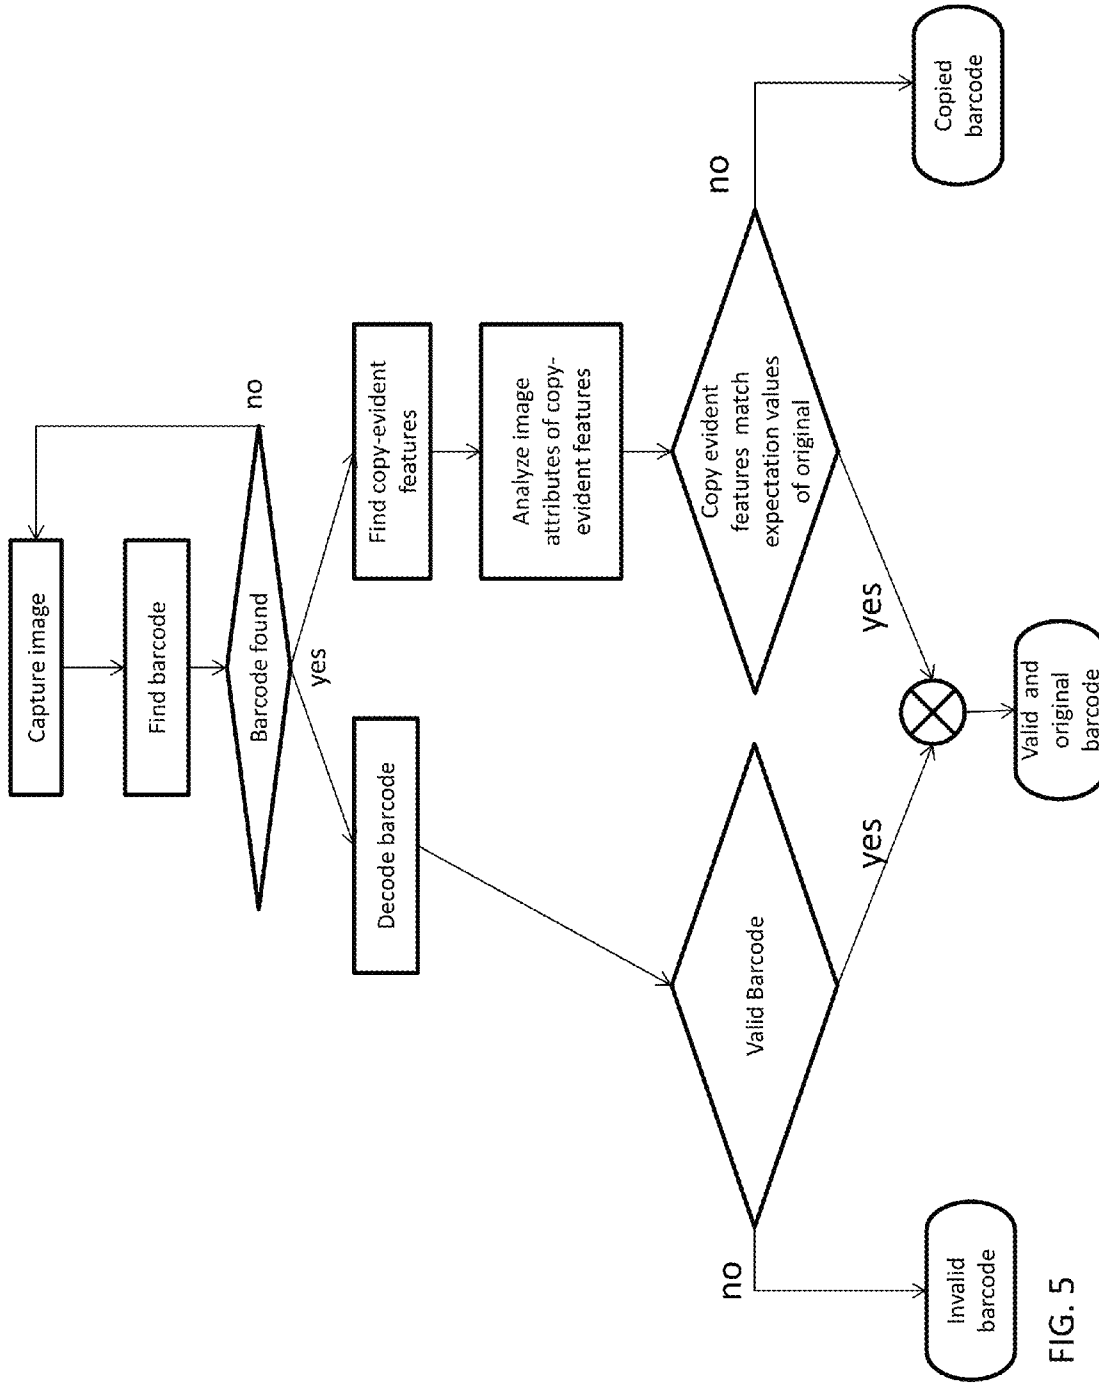 Capture image
Find barcode
Barcode found
no
yes
Decode barcode
Find copy-evident
features
Analyze image
attributes of copy-
evident features
Valid Barcode
Copy evident
features match
expectation values
of original
no
yes
yes
no
Invalid
barcode
Valid and
original
barcode
Copied
barcode
FIG. 5